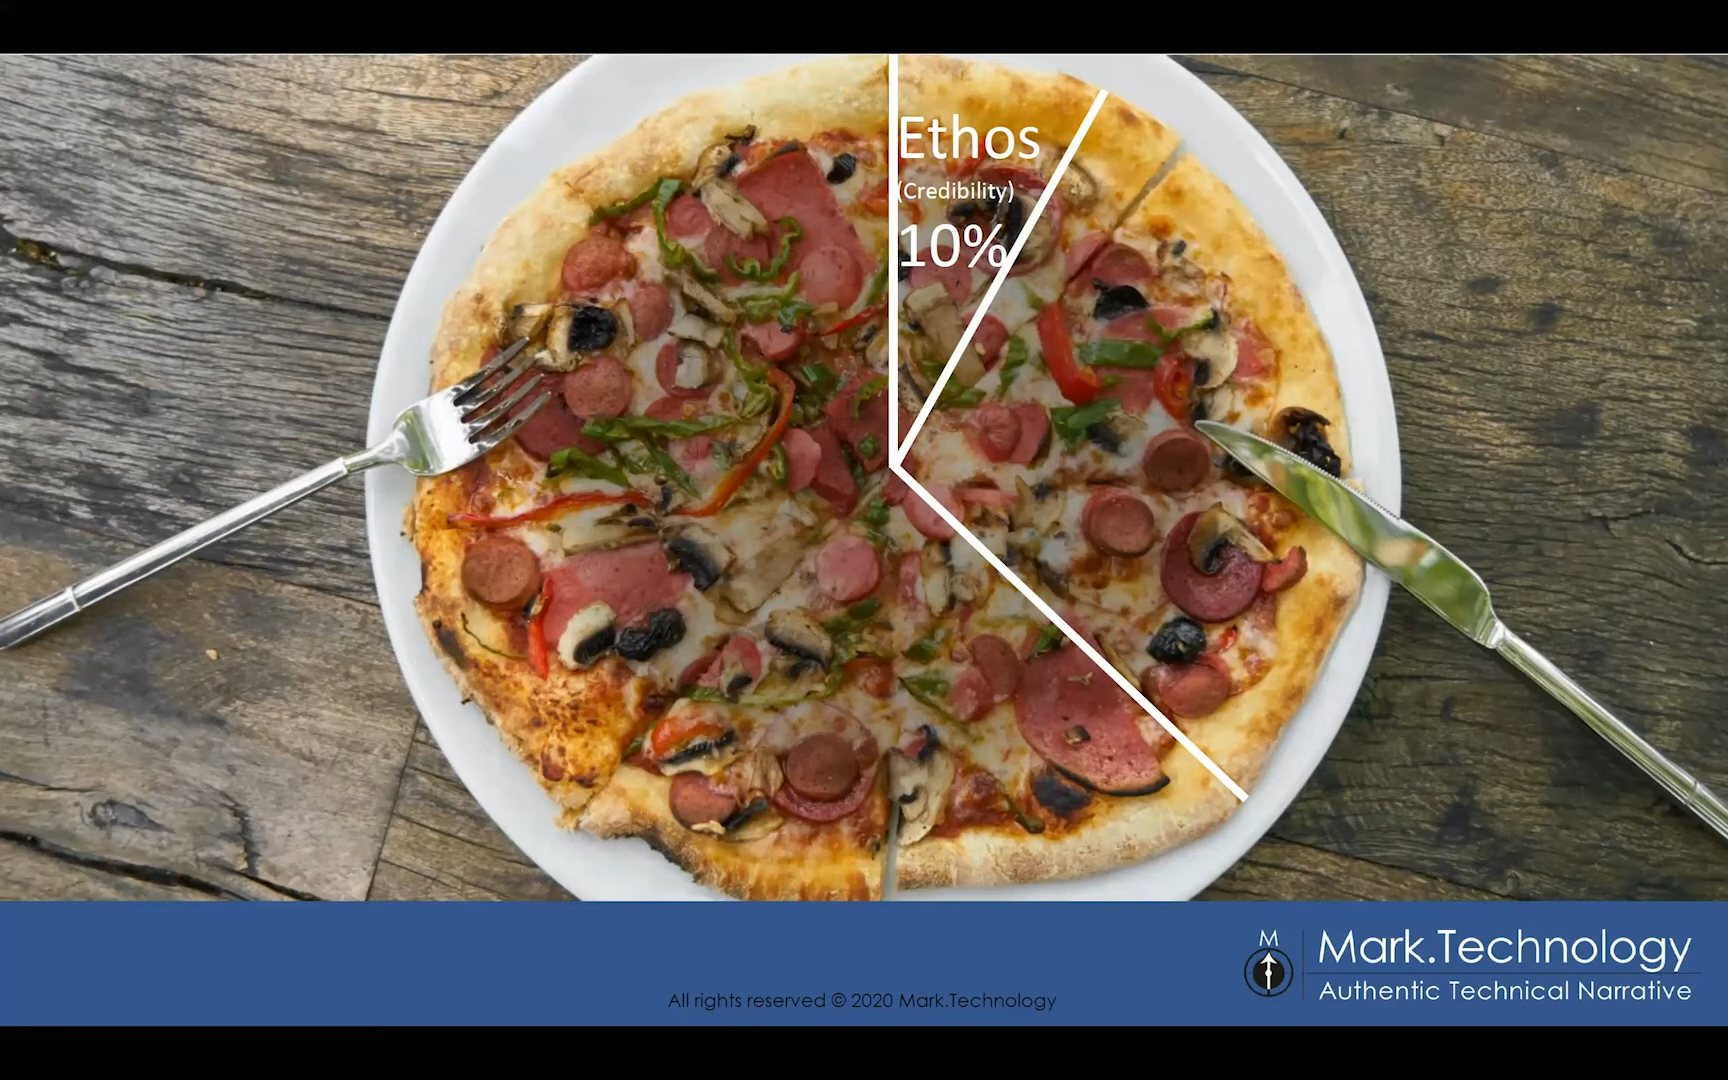 Ethos
(Credibility)
10%
M
Mark.Technology
Authentic Technical Narrative
All rights reserved © 2020 Mark.Technology